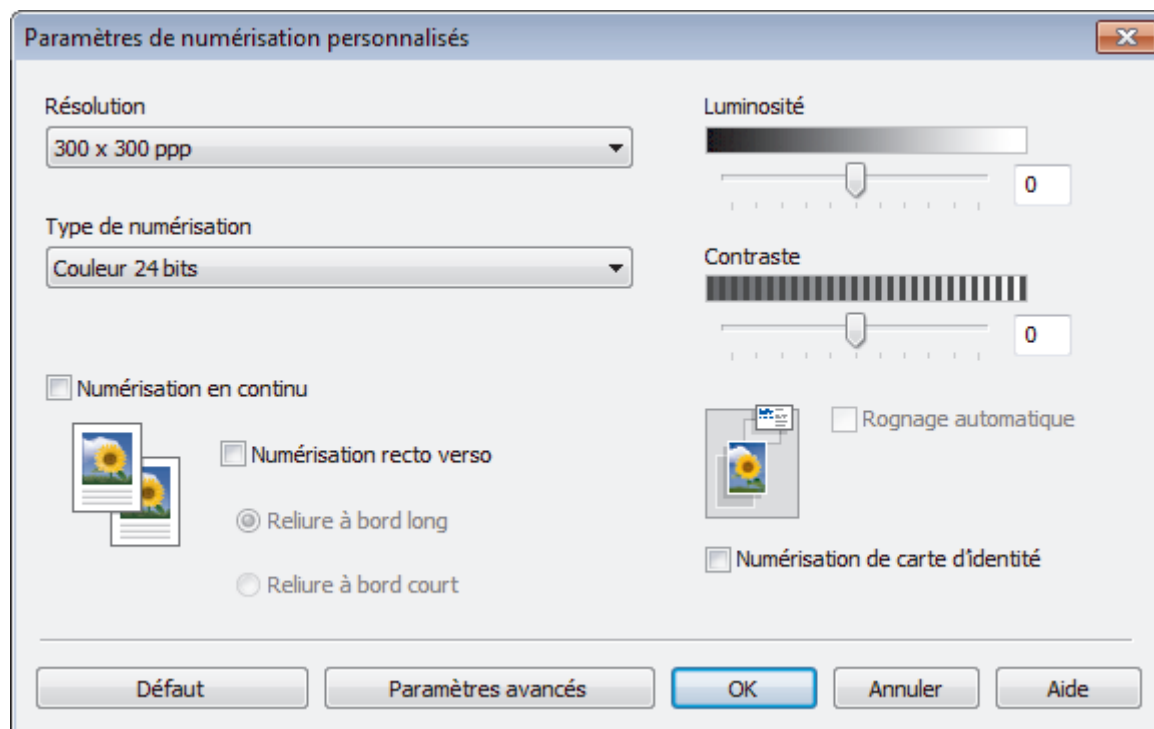 Paramètres de numérisation personnalisés
Résolution
300 x 300 ppp
Type de numérisation
Couleur 24 bits
Luminosité
0
Contraste
0
Numérisation en continu
Numérisation recto verso
Reliure à bord long
Reliure à bord court
Rognage automatique
Numérisation de carte d'identité
Défaut
Paramètres avancés
OK
Annuler
Aide